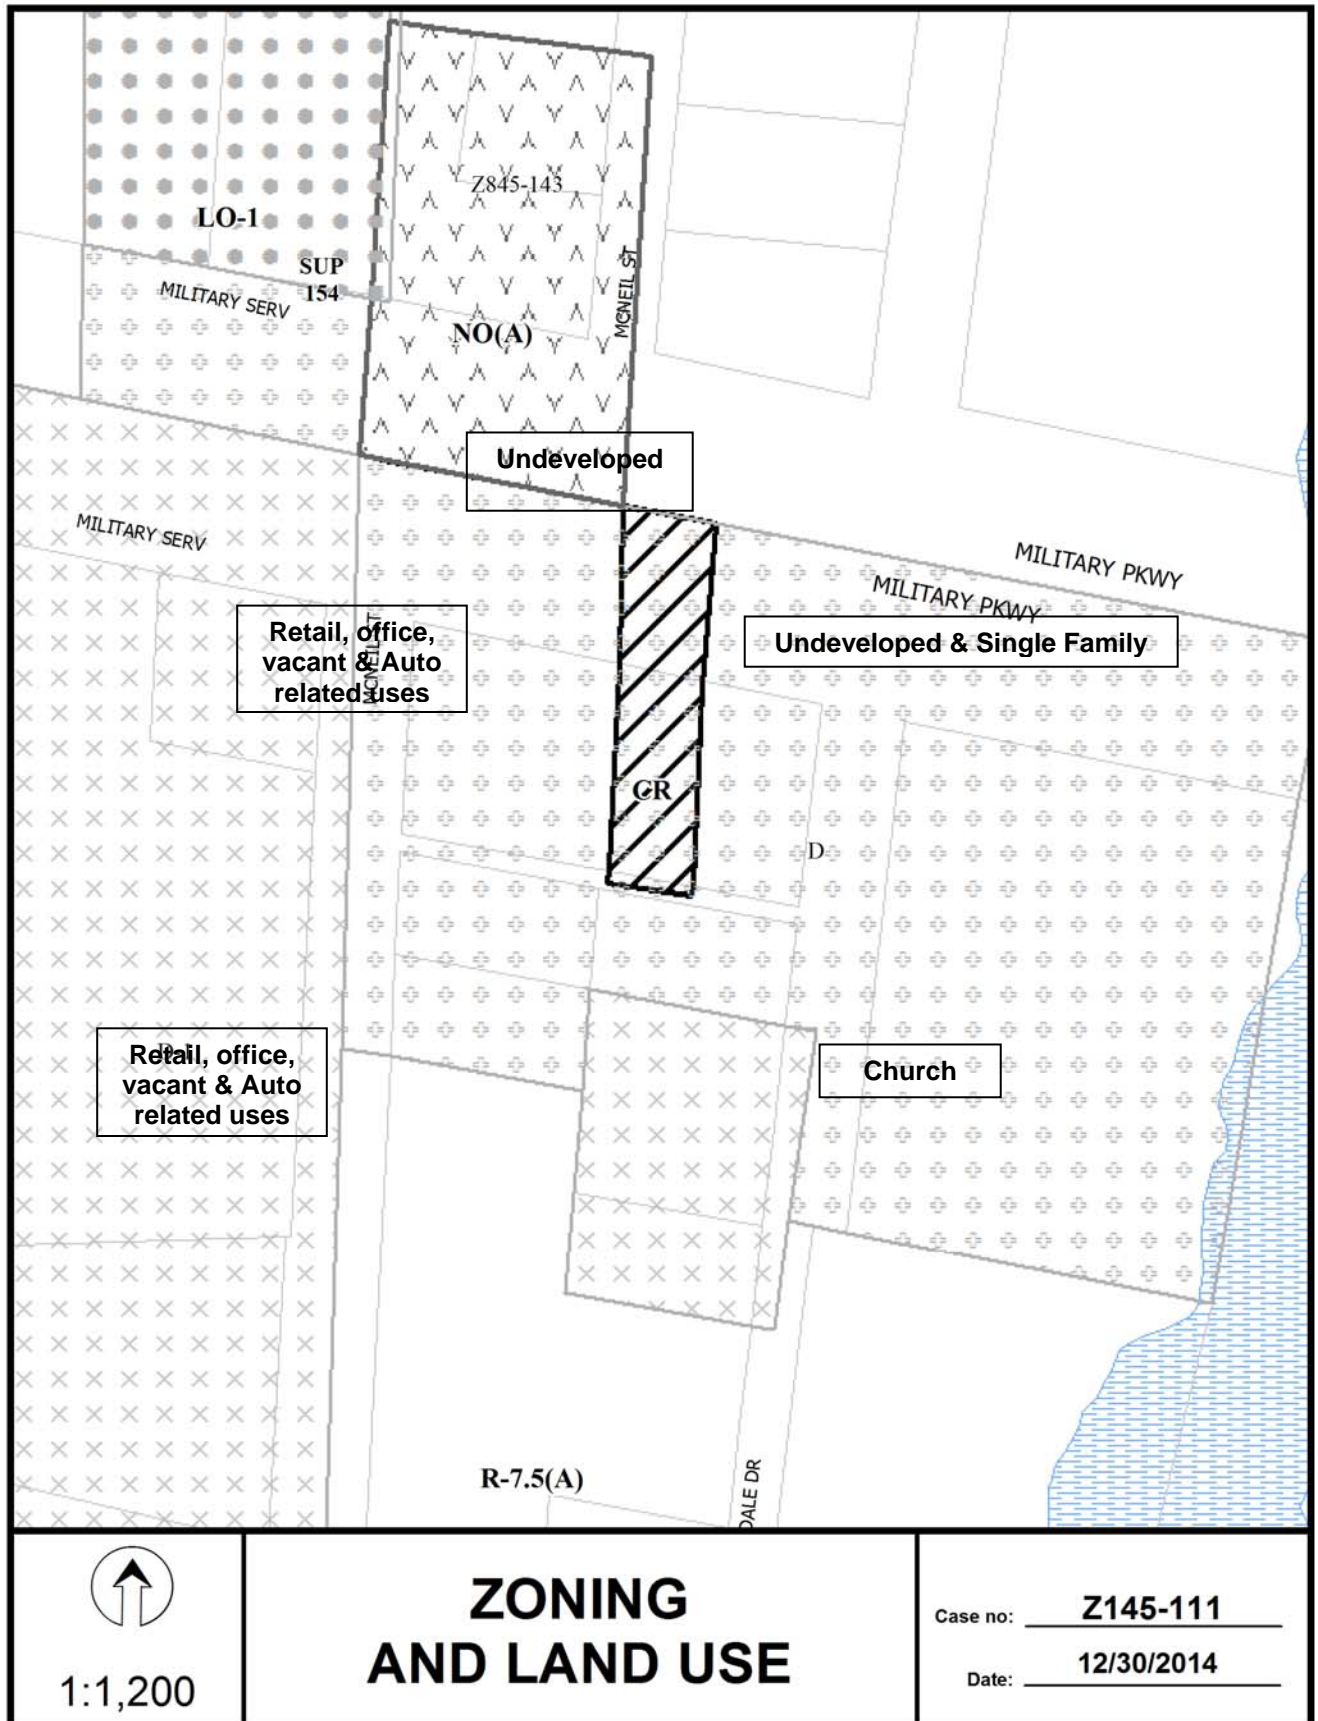 Z845-143
LO-1
SUP
154
MILITARY SERV
NO(A)
MCNEIL ST
Undeveloped
MILITARY SERV
MILITARY PKWY
MILITARY PKWY
Retail, office,
vacant & Auto
related uses
MCNEIL ST
Undeveloped & Single Family
CR
D
Retail, office,
vacant & Auto
related uses
Church
R-7.5(A)
DALE DR
1:1,200
ZONING
AND LAND USE
Case no: Z145-111
Date: 12/30/2014